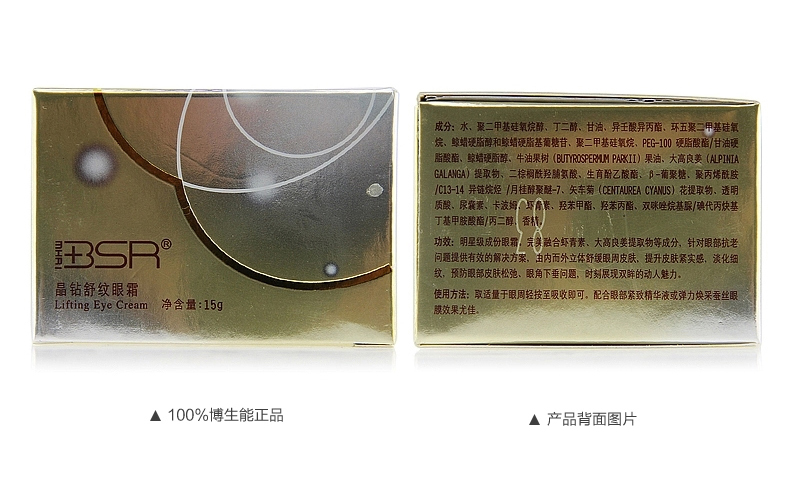 BSR®
晶钻舒纹眼霜
Lifting Eye Cream 净含量:15g
▲ 100%博生能正品
成分: 水、聚二甲基硅氧烷醇、丁二醇、甘油、异壬酸异丙酯、环五聚二甲基硅氧
烷、鲸蜡硬脂醇和鲸蜡硬脂基葡糖苷、聚二甲基硅氧烷、PEG-100 硬脂酸酯/甘油硬
脂酸酯、鲸蜡硬脂醇、牛油果树(BUTYROSPERMUM PARKII) 果油、大高良姜(ALPINIA
GALANGA) 提取物、二棕榈酰羟脯氨酸、生育酚乙酸酯、β-葡聚糖、聚丙烯酰胺
/C13-14 异链烷烃 /月桂醇聚醚-7、矢车菊(CENTAUREA CYANUS) 花提取物、透明
质酸、尿囊素、卡波姆、虾青素、羟苯甲酯、羟苯丙酯、双咪唑烷基脲/碘代丙炔基
丁基甲胺酸酯/丙二醇、香精。
功效: 明星级成份眼霜，完美融合虾青素、大高良姜提取物等成分，针对眼部抗老
问题提供有效的解决方案，由内而外立体舒缓眼周皮肤，提升皮肤紧实感，淡化细
纹，预防眼部皮肤松弛、眼角下垂问题，时刻展现双眸的动人魅力。
使用方法: 取适量于眼周轻按至吸收即可。配合眼部紧致精华液或弹力焕采蚕丝眼
膜效果尤佳。
▲ 产品背面图片